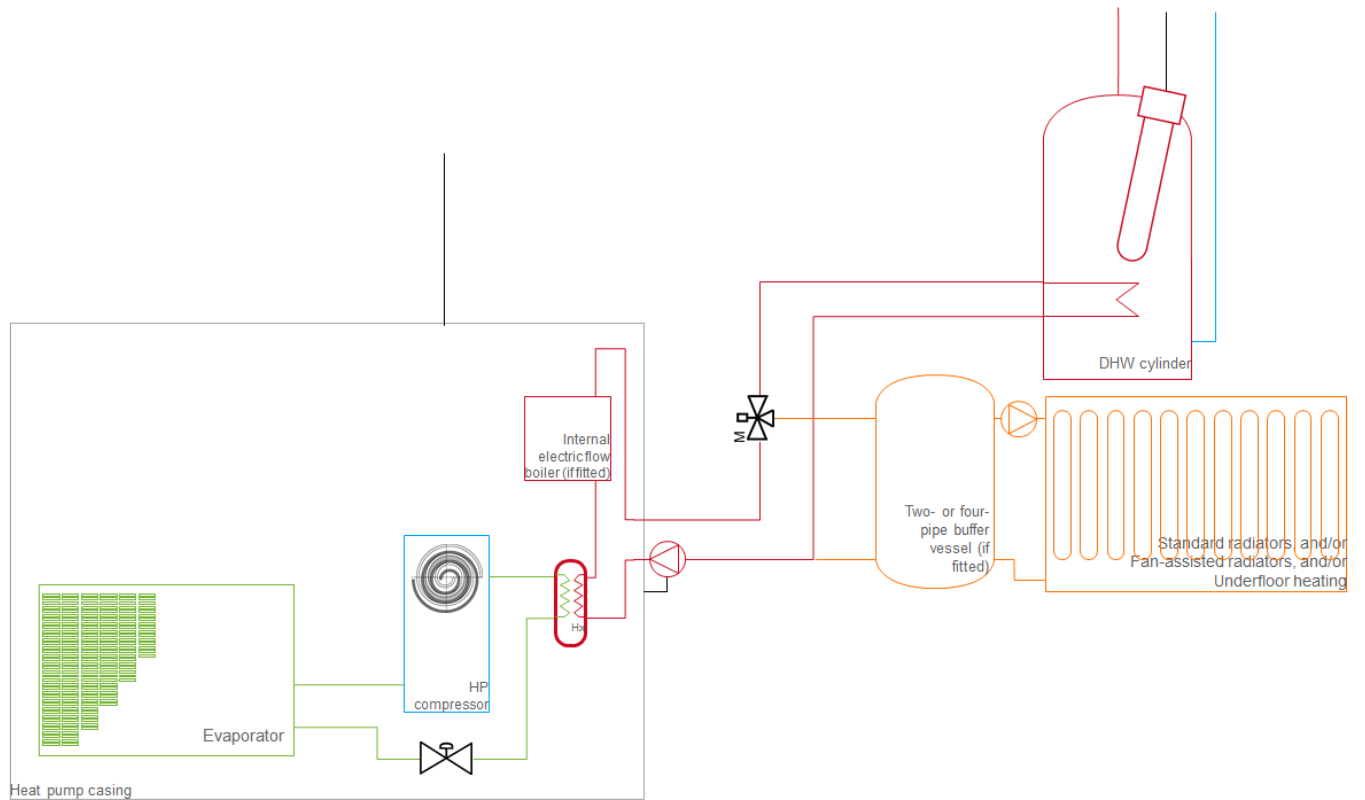 DHW cylinder
M
Internal
electric flow
boiler (if fitted)
Two- or four-
pipe buffer
vessel (if
fitted)
Standard radiators, and/or
Fan-assisted radiators, and/or
Underfloor heating
Hx
HP
compressor
Evaporator
Heat pump casing